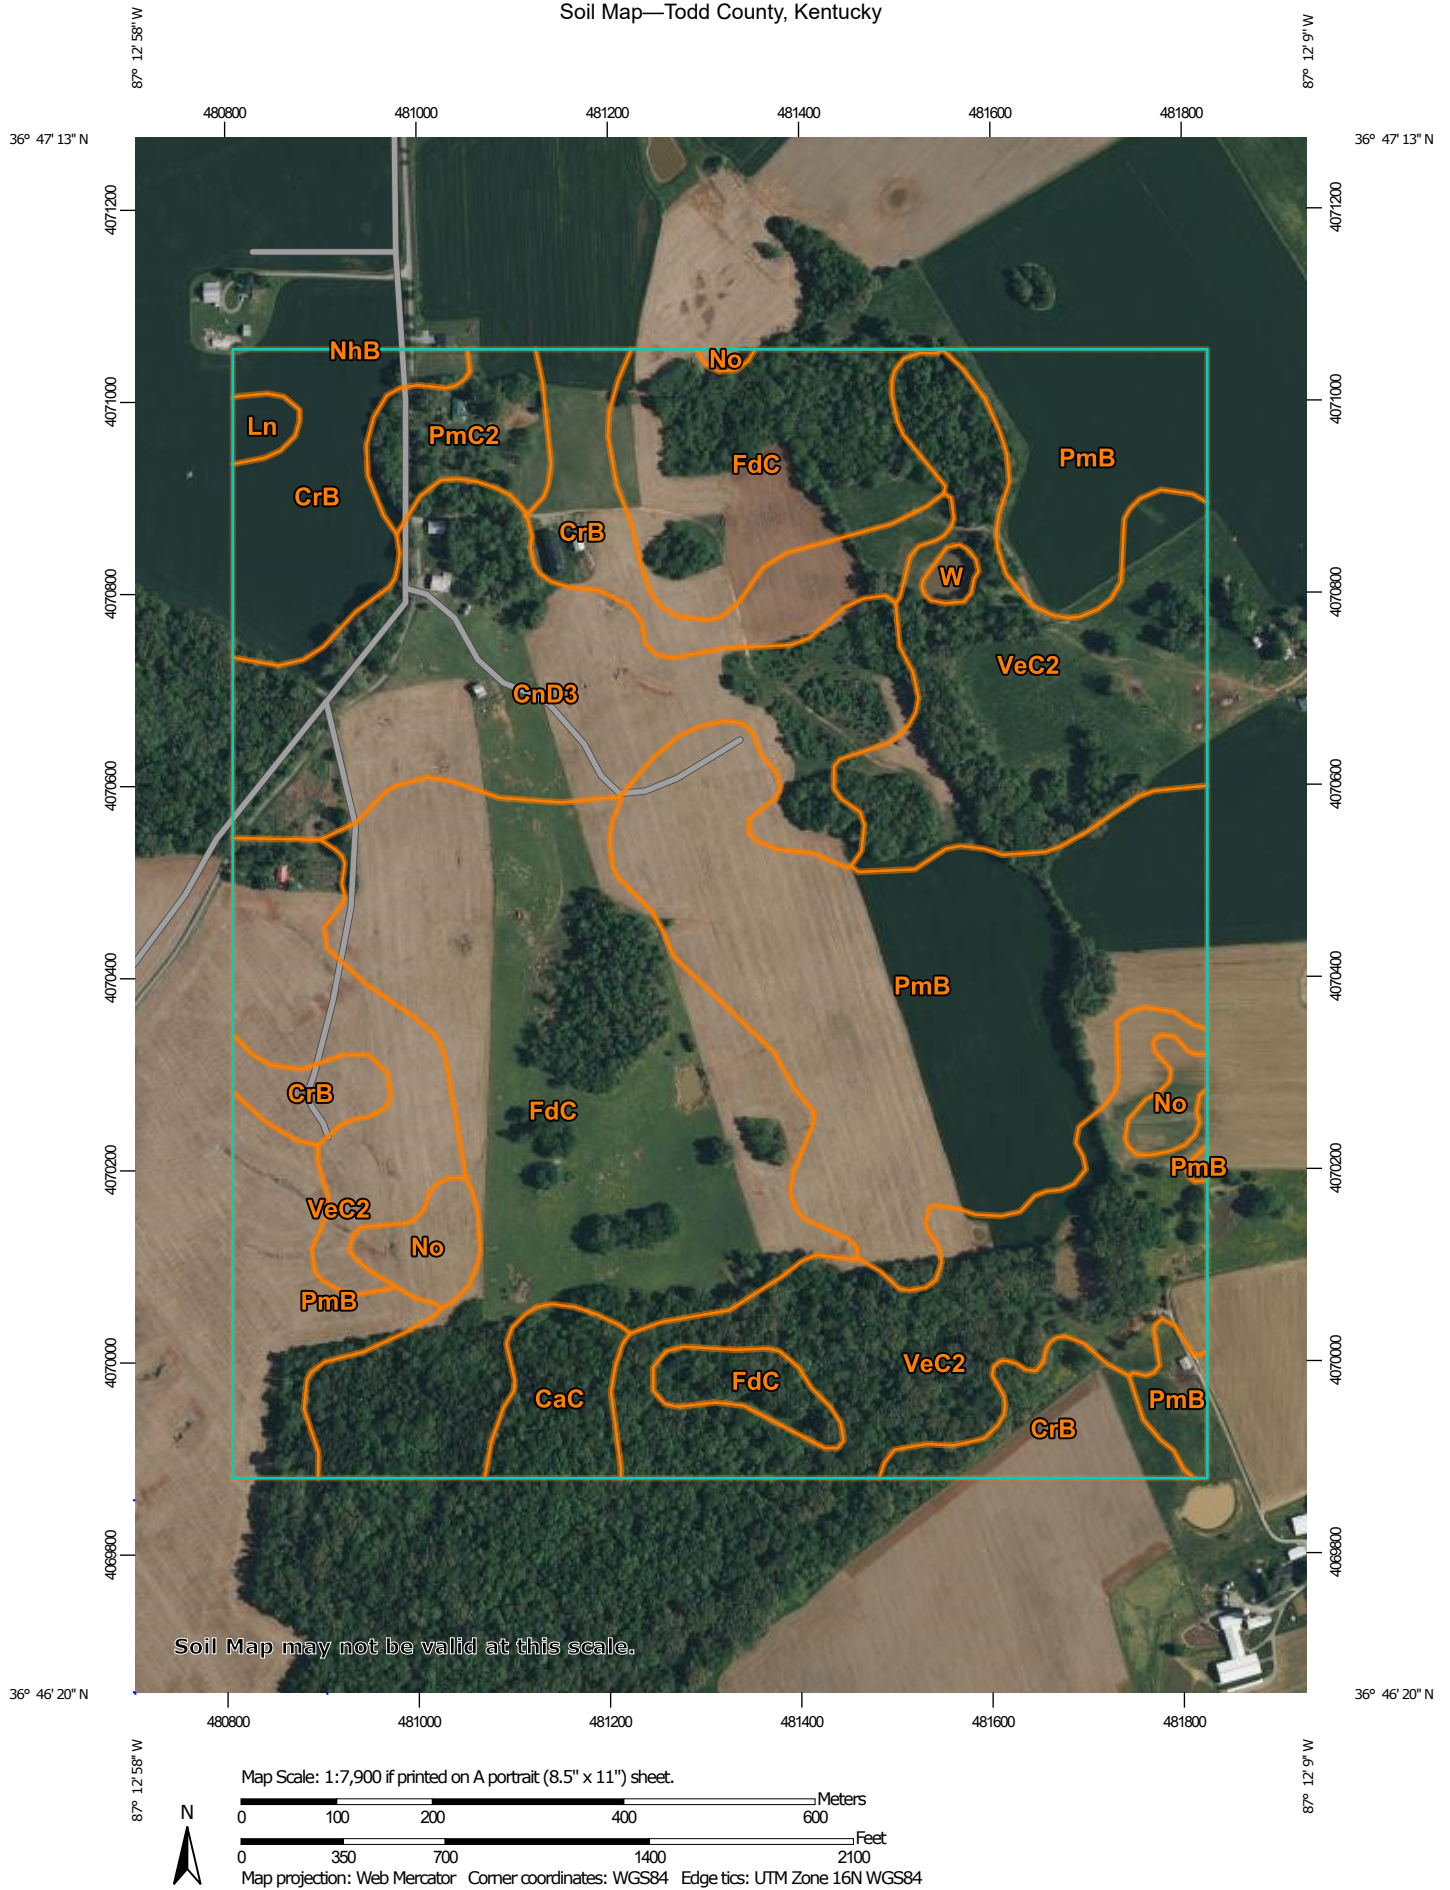 Soil Map—Todd County, Kentucky
87° 12' 58'' W
87° 12' 9'' W
480800 481000 481200 481400 481600 481800
36° 47' 13'' N
36° 47' 13'' N
4071200
4071200
NhB
No
4071000
4071000
Ln
PmC2
FdC
PmB
CrB
CrB
W
4070800
4070800
VeC2
CnD3
4070600
4070600
4070400
PmB
4070400
CrB
FdC
No
4070200
PmB
4070200
VeC2
No
PmB
4070000
VeC2
4070000
FdC
CaC
PmB
CrB
4069800
4069800
Soil Map may not be valid at this scale.
36° 46' 20'' N
36° 46' 20'' N
480800 481000 481200 481400 481600 481800
87° 12' 58'' W
87° 12' 9'' W
Map Scale: 1:7,900 if printed on A portrait (8.5" x 11") sheet.
N
Meters
0 100 200 400 600
Feet
0 350 700 1400 2100
Map projection: Web Mercator Corner coordinates: WGS84 Edge tics: UTM Zone 16N WGS84